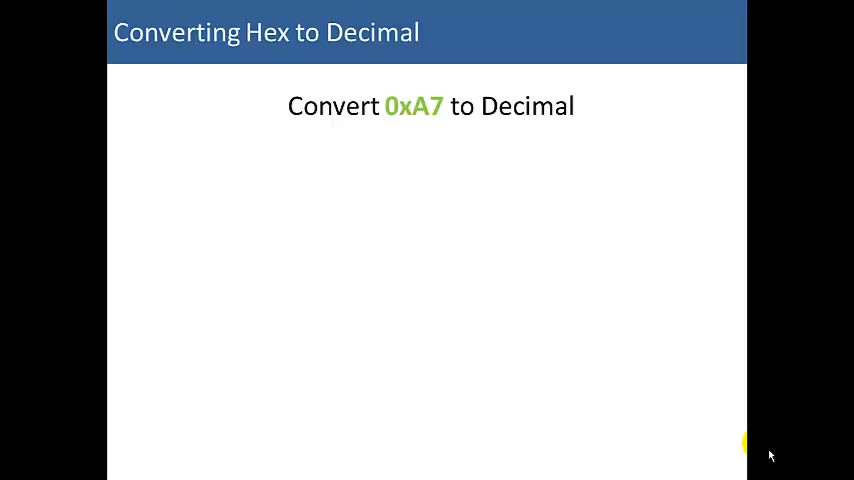 Converting Hex to Decimal
Convert 0xA7 to Decimal